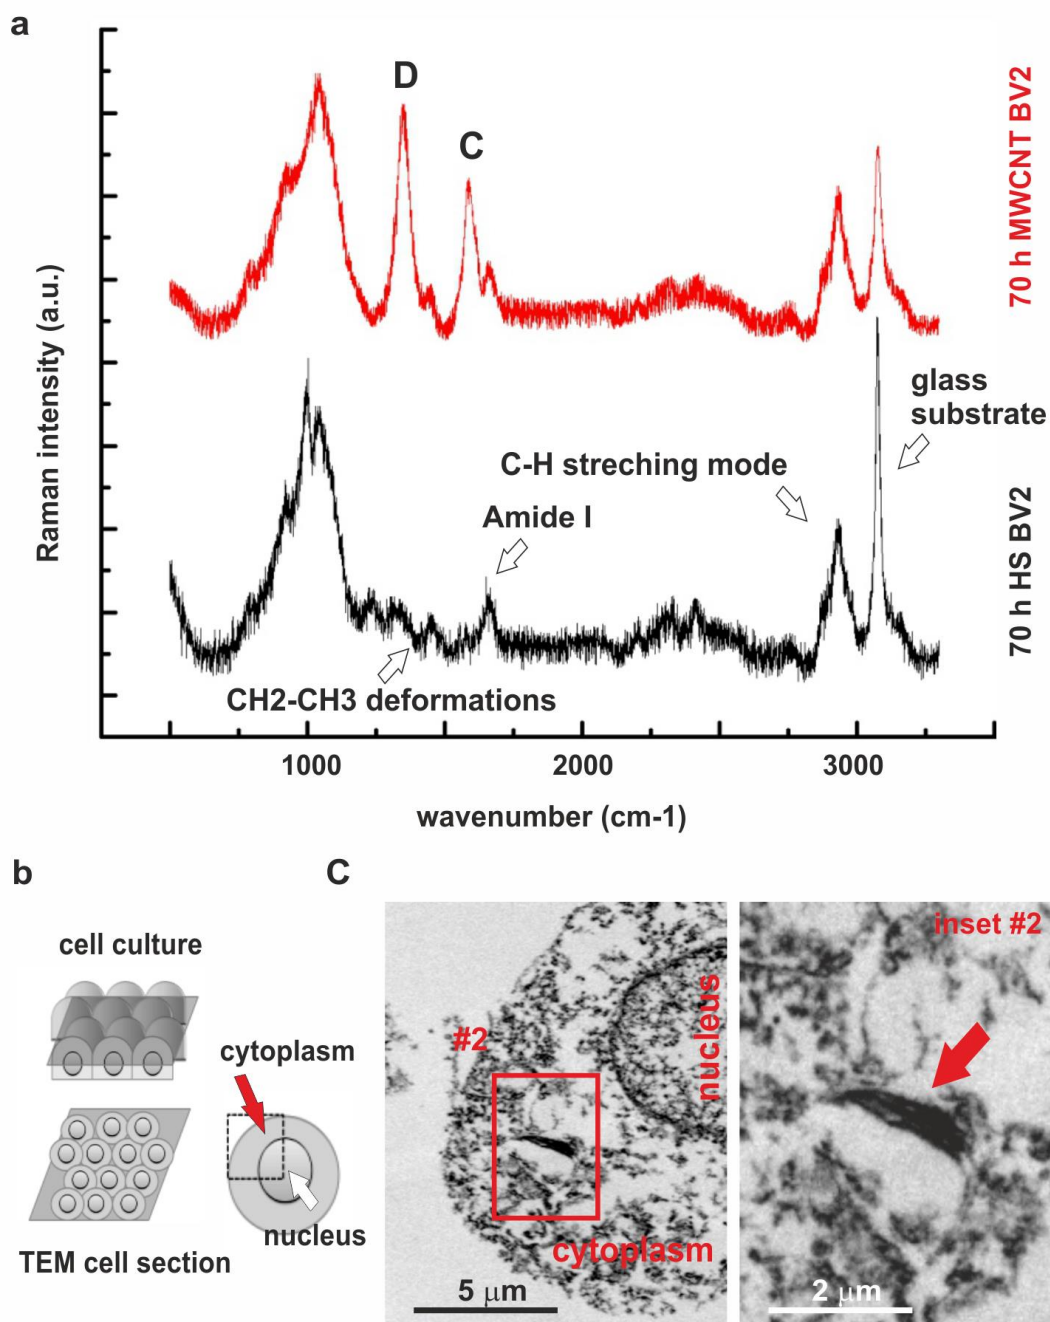 a
D
C
70 h MWCNT BV2
Raman intensity (a.u.)
glass
substrate
C-H streching mode
Amide I
70 h HS BV2
CH2-CH3 deformations
1000
2000
3000
wavenumber (cm-1)
b
C
cell culture
cytoplasm
nucleus
TEM cell section
#2
nucleus
cytoplasm
5 μm
inset #2
2 μm